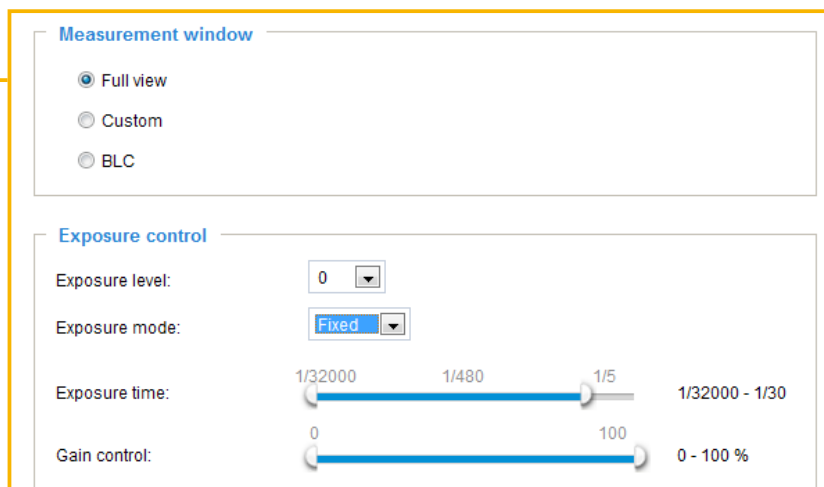 Measurement window
Full view
Custom
BLC
Exposure control
Exposure level: 0
Exposure mode: Fixed
1/32000 1/480 1/5
Exposure time: 1/32000 - 1/30
0 100
Gain control: 0 - 100 %